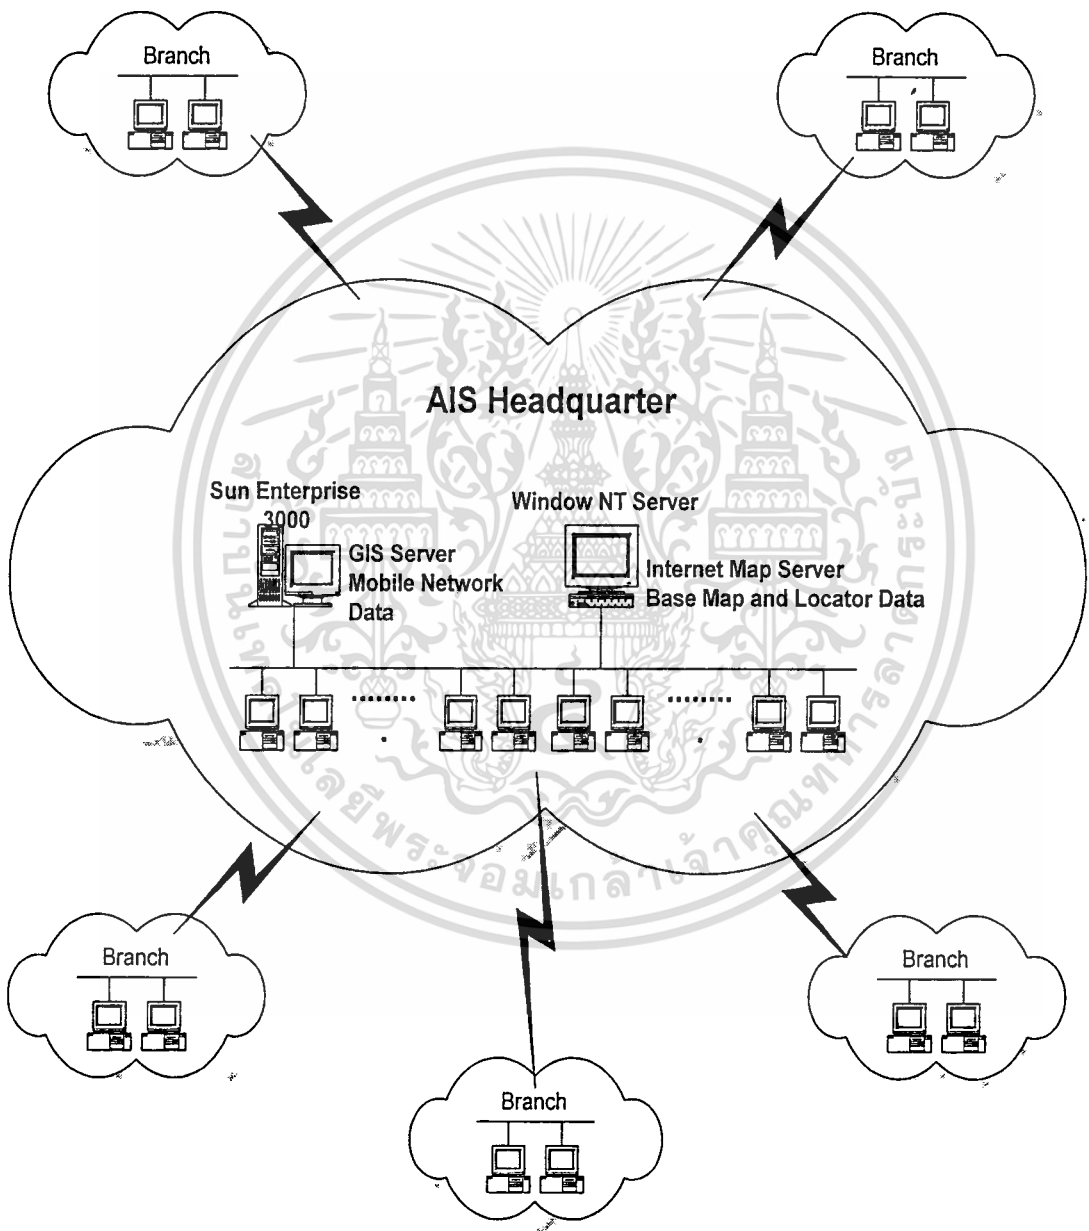 Branch
Branch
AIS Headquarter
Sun Enterprise
3000
GIS Server
Mobile Network
Data
Window NT Server
Internet Map Server
Base Map and Locator Data
Branch
Branch
Branch